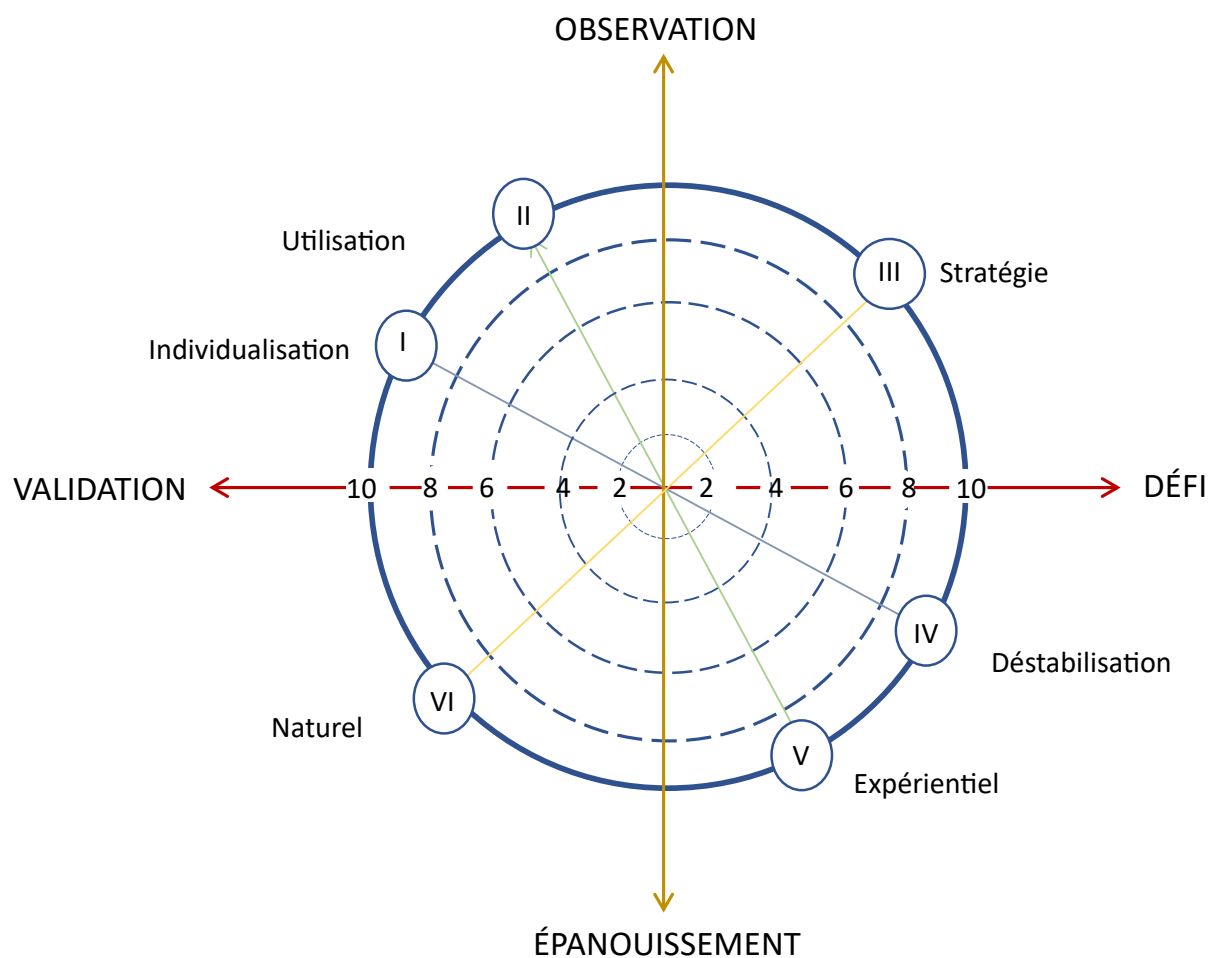 OBSERVATION
II
Utilisation
III
Stratégie
I
Individualisation
VALIDATION
10 8 6 4 2 2 4 6 8 10
DÉFI
IV
Déstabilisation
VI
Naturel
V
Expérientiel
ÉPANOUISSEMENT